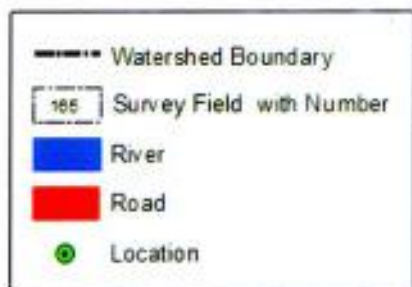 Watershed Boundary
165 Survey Field with Number
River
Road
Location